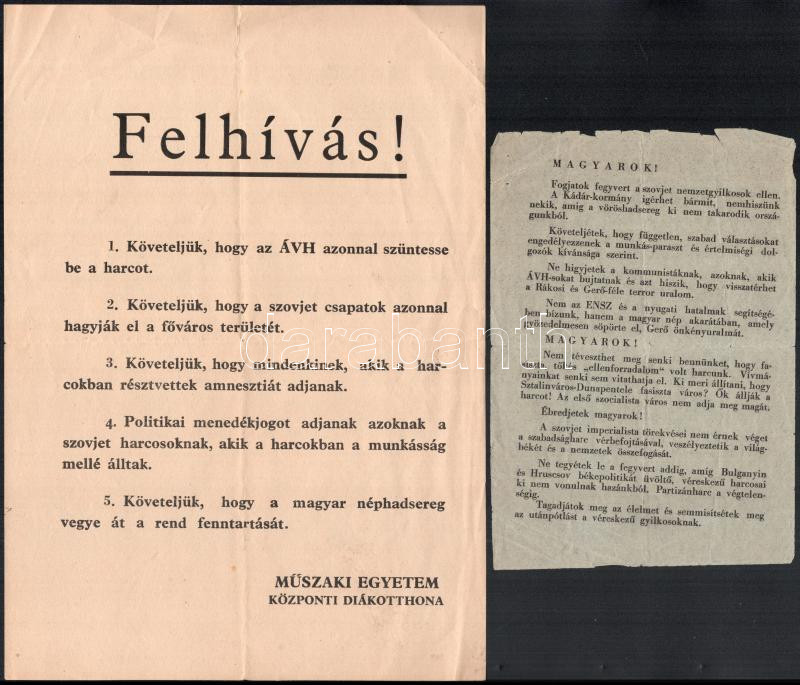 Felhívás!
1. Követeljük, hogy az ÁVH azonnal szüntesse
be a harcot.
2. Követeljük, hogy a szovjet csapatok azonnal
hagyják el a főváros területét.
3. Követeljük, hogy mindenkinek, akik a har-
cokban résztvettek amnesztiát adjanak.
4. Politikai menedékjogot adjanak azoknak a
szovjet harcosoknak, akik a harcokban a munkásság
mellé álltak.
5. Követeljük, hogy a magyar néphadsereg
vegye át a rend fenntartását.
MŰSZAKI EGYETEM
KÖZPONTI DIÁKOTTHONA
MAGYAROK!
Fogjatok fegyvert a szovjet nemzetgyilkosok ellen.
A Kádár-kormány igérhet bármit, nemhiszünk
nekik, amíg a vöröshadsereg ki nem takarodik orszá-
gunkból.
Követeljétek, hogy független, szabad választásokat
engedélyezzenek a munkás-paraszt és értelmiségi dol-
gozók kívánsága szerint.
Ne higyjetek a kommunistáknak, azoknak, akik
ÁVH-sokat bujtatnak és azt hiszik, hogy visszatérhet
a Rákosi és Gerő-féle terror uralom.
Nem az ENSZ és a nyugati hatalmak segítségé-
ben bízunk, hanem a magyar nép akaratában, amely
győzedelmesen söpörte el, Gerő önkényuralmát.
MAGYAROK!
Nem téveszthet meg senki bennünket, hogy fa-
siszta, tőkés „ellenforradalom" volt harcunk. Vívmá-
nyainkat senki sem vitathatja el. Ki meri állítani, hogy
Sztalinváros-Dunapentele fasiszta város? Ők állják a
harcot! Az első szocialista város nem adja meg magát.
Ébredjetek magyarok!
A szovjet imperialista törekvései nem érnek véget
a szabadságharc vérbefojtásával, veszélyeztetik a világ-
békét és a nemzetek összefogását.
Ne tegyétek le a fegyvert addig, amíg Bulganyin
és Hruscsov békepolitikát üvöltő, véreskezű harcosai
ki nem vonulnak hazánkból. Partizánharc a végtelen-
ségig.
Tagadjátok meg az élelmet és semmisítsétek meg
az utánpótlást a véreskezű gyilkosoknak.
darabanth